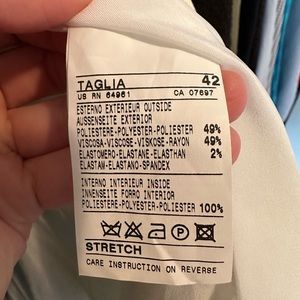 TAGLIA 42
US RN 64961 CA 07697
ESTERNO EXTERIEUR OUTSIDE
AUSSENSEITE EXTERIOR
POLIESTERE-POLYESTER-POLIESTER 49%
VISCOSA-VISCOSE-VISKOSE-RAYON 49%
ELASTOMERO-ELASTANE-ELASTHAN 2%
ELASTAM-ELASTANO-SPANDEX
INTERNO INTERIEUR INSIDE
INNENSEITE FORRO INTERIOR
POLIESTERE-POLYESTER-POLIESTER 100%
P
STRETCH
CARE INSTRUCTION ON REVERSE